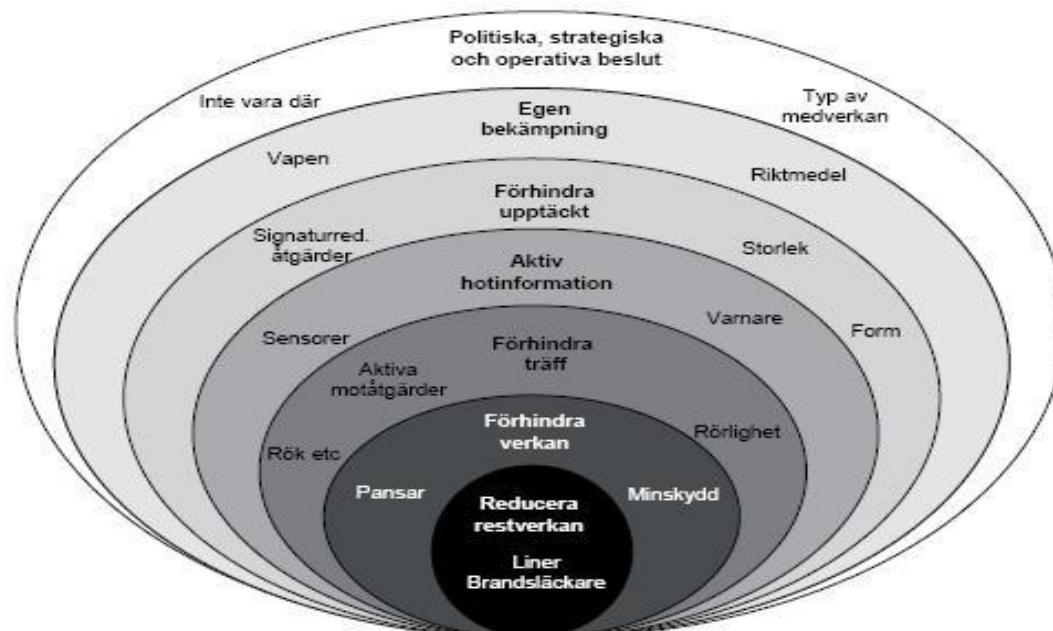 Politiska, strategiska
och operativa beslut
Inte vara där
Typ av
medverkan
Egen
bekämpning
Vapen
Riktmedel
Förhindra
upptäckt
Signaturred.
åtgärder
Storlek
Form
Aktiv
hotinformation
Sensorer
Varnare
Förhindra
träff
Aktiva
motåtgärder
Rök etc
Rörlighet
Förhindra
verkan
Pansar
Minskydd
Reducera
restverkan
Liner
Brandsläckare